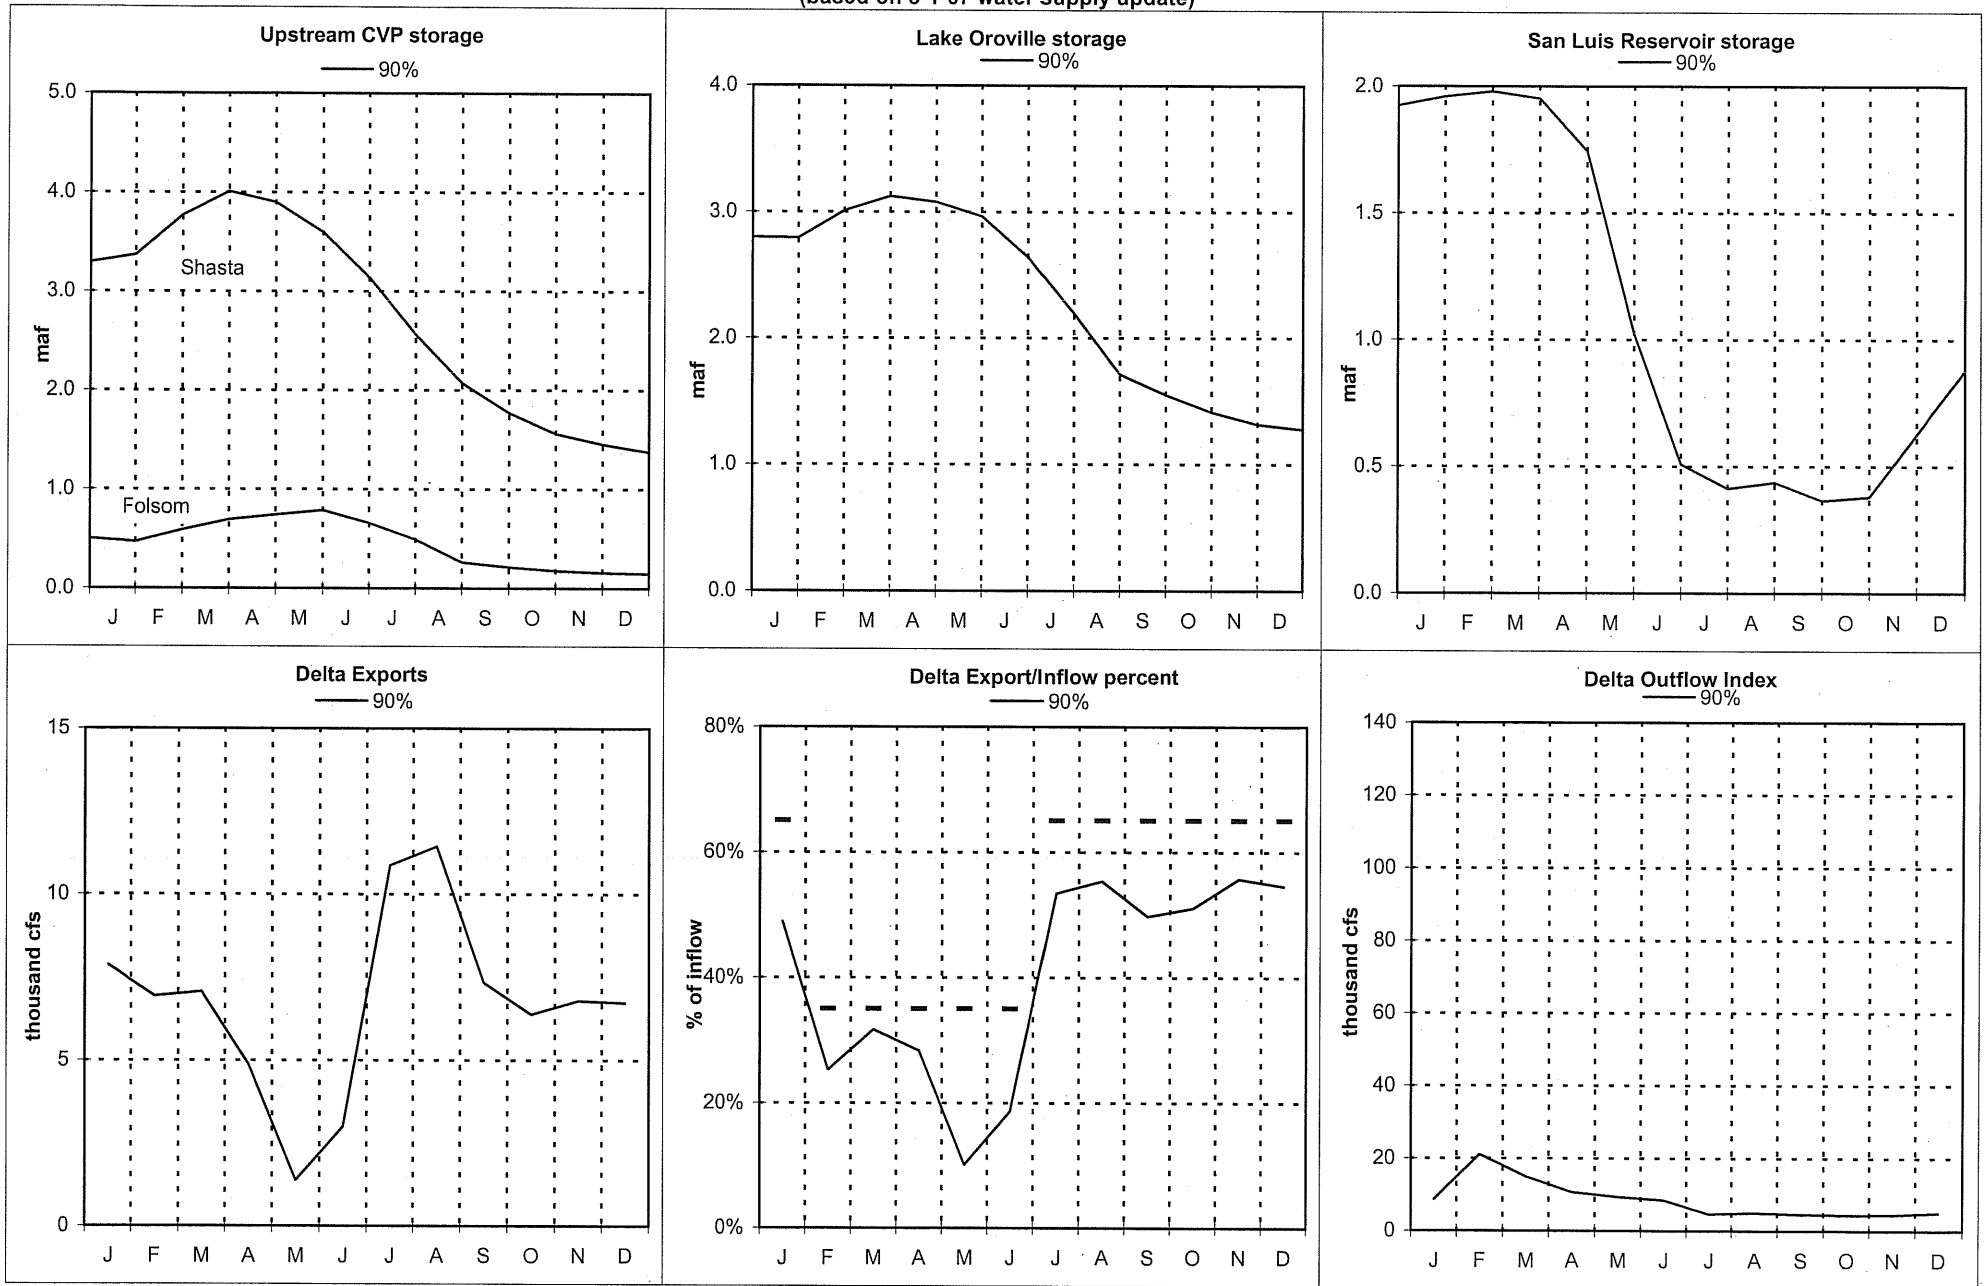 Upstream CVP storage
90%
5.0
4.0
3.0
2.0
1.0
0.0
maf
Shasta
Folsom
J F M A M J J A S O N D
Lake Oroville storage
90%
4.0
3.0
2.0
1.0
0.0
maf
J F M A M J J A S O N D
San Luis Reservoir storage
90%
2.0
1.5
1.0
0.5
0.0
maf
J F M A M J J A S O N D
Delta Exports
90%
15
10
5
0
thousand cfs
J F M A M J J A S O N D
Delta Export/Inflow percent
90%
80%
60%
40%
20%
0%
% of inflow
J F M A M J J A S O N D
Delta Outflow Index
90%
140
120
100
80
60
40
20
0
thousand cfs
J F M A M J J A S O N D